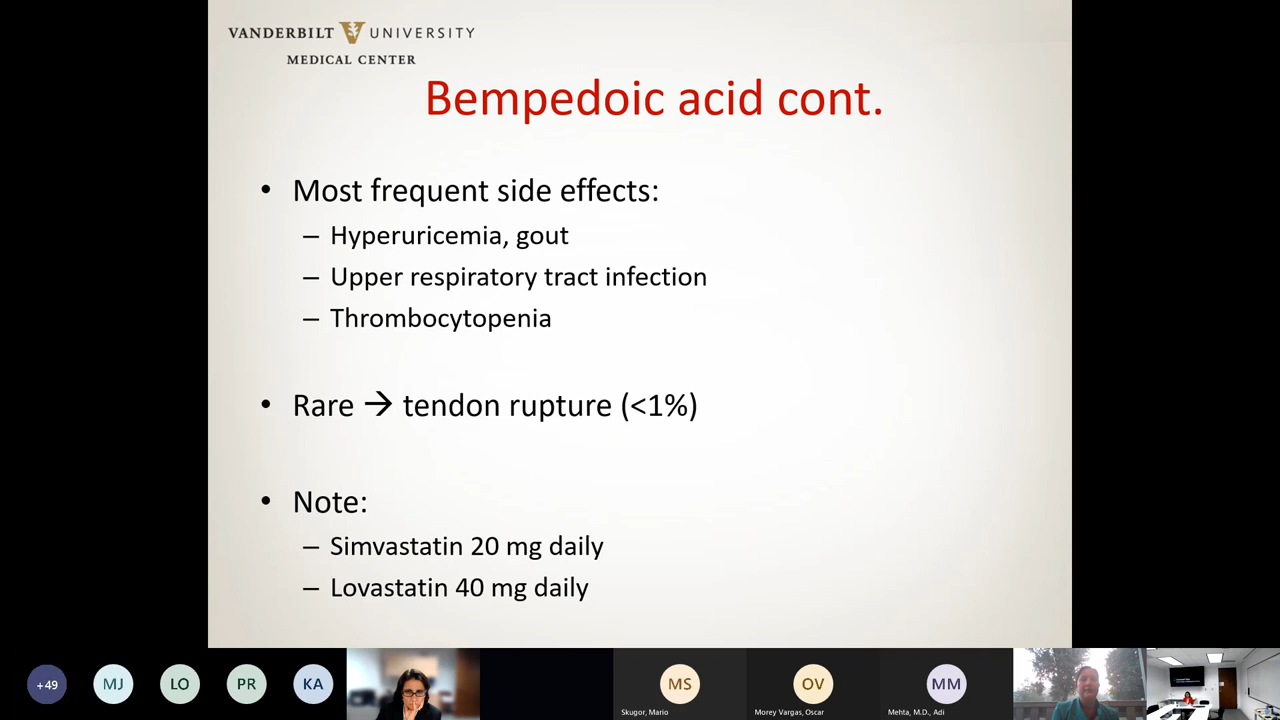 VANDERBILT V UNIVERSITY
MEDICAL CENTER
Bempedoic acid cont.
• Most frequent side effects:
– Hyperuricemia, gout
– Upper respiratory tract infection
– Thrombocytopenia
• Rare → tendon rupture (<1%)
• Note:
– Simvastatin 20 mg daily
– Lovastatin 40 mg daily
+49
MJ
LO
PR
KA
MS
OV
MM
Skugor, Mario
Morey Vargas, Oscar
Mehta, M.D., Adi